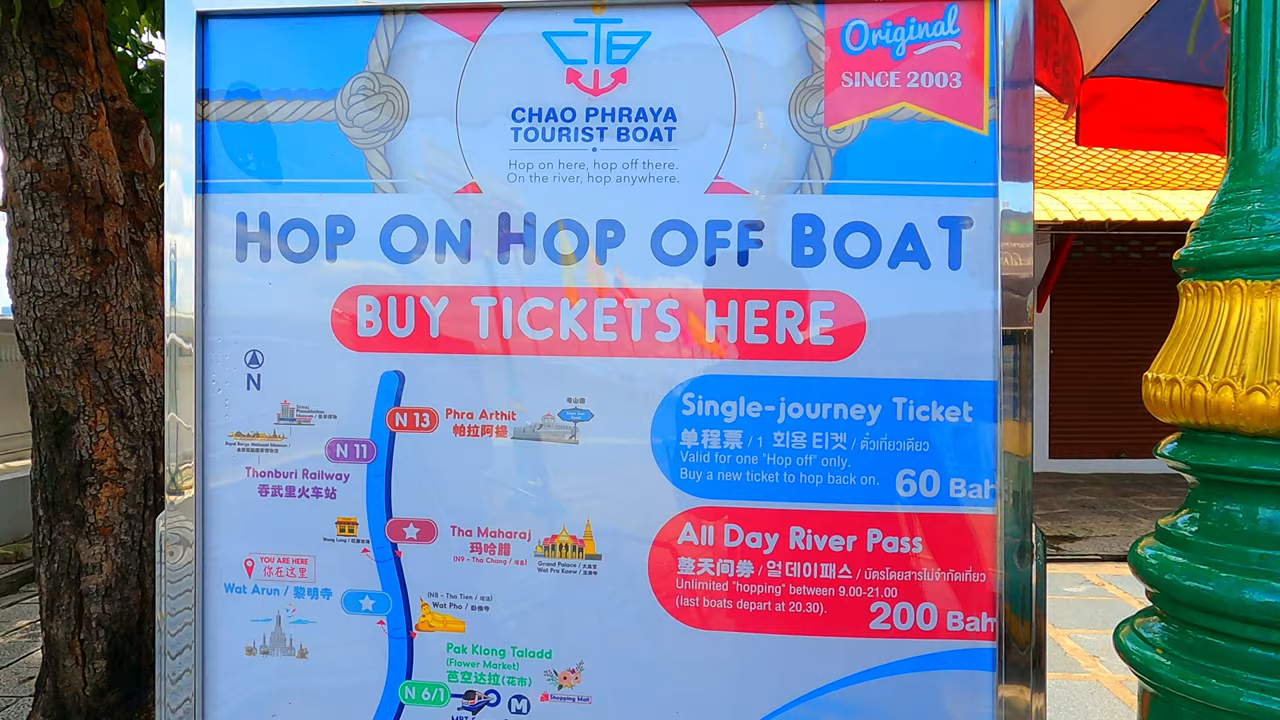 CTB
CHAO PHRAYA
TOURIST BOAT
Hop on here, hop off there.
On the river, hop anywhere.
Original
SINCE 2003
HOP ON HOP OFF BOAT
BUY TICKETS HERE
N
N 13
Phra Arthit
帕拉阿提
N 11
Thonburi Railway
吞武里火车站
Tha Maharaj
玛哈腊
(N9 - Tha Chang /
Grand Palace / 大皇宫
Wat Pra Kaew / 玉佛寺
YOU ARE HERE
你在这里
Wat Arun / 黎明寺
(N8 - Tha Tien /
Wat Pho / 卧佛寺
Pak Klong Taladd
(Flower Market)
芭空达拉(花市)
N 6/1
M
Shopping Mall
Single-journey Ticket
单程票 / 1 회용 티켓 / ตั๋วเที่ยวเดียว
Valid for one "Hop off" only.
Buy a new ticket to hop back on.
60 Bah
All Day River Pass
整天间券 / 일 데이패스 / บัตรโดยสารไม่จำกัดเที่ยว
Unlimited "hopping" between 9.00-21.00
(last boats depart at 20.30).
200 Bah